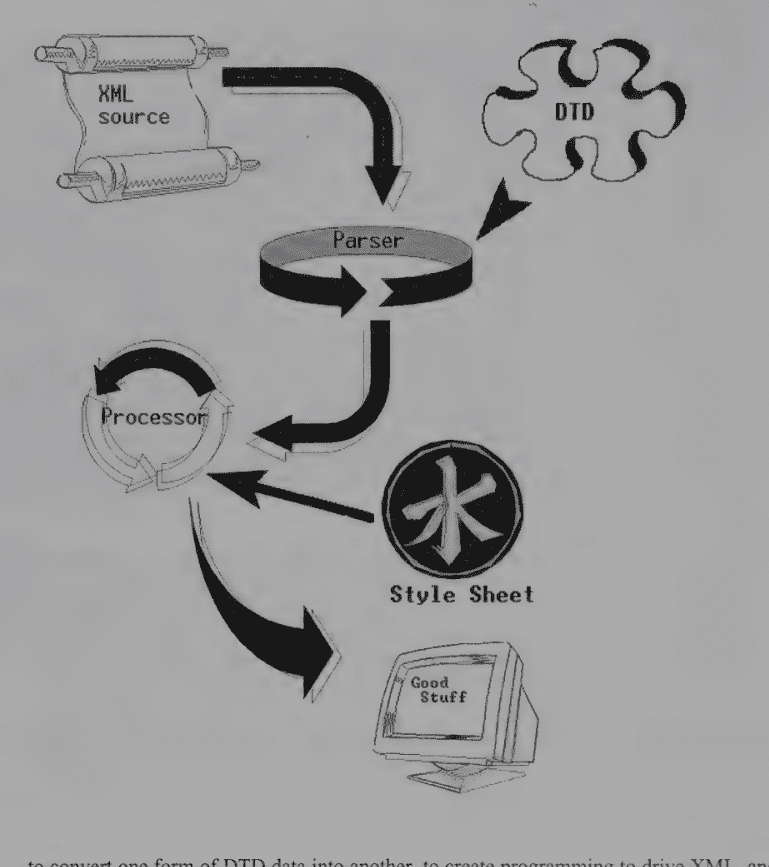 XML
source
DTD
Parser
Processor
水
Style Sheet
Good
Stuff
to convert one form of DTD data into another, to create programming to drive XML, an